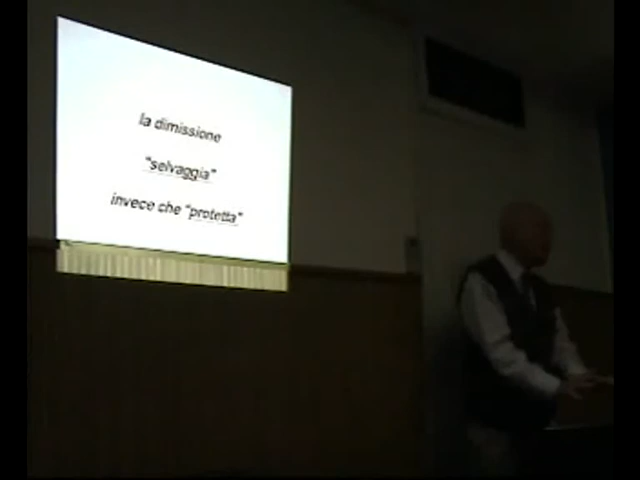 la dimissione
"selvaggia"
invece che "protetta"